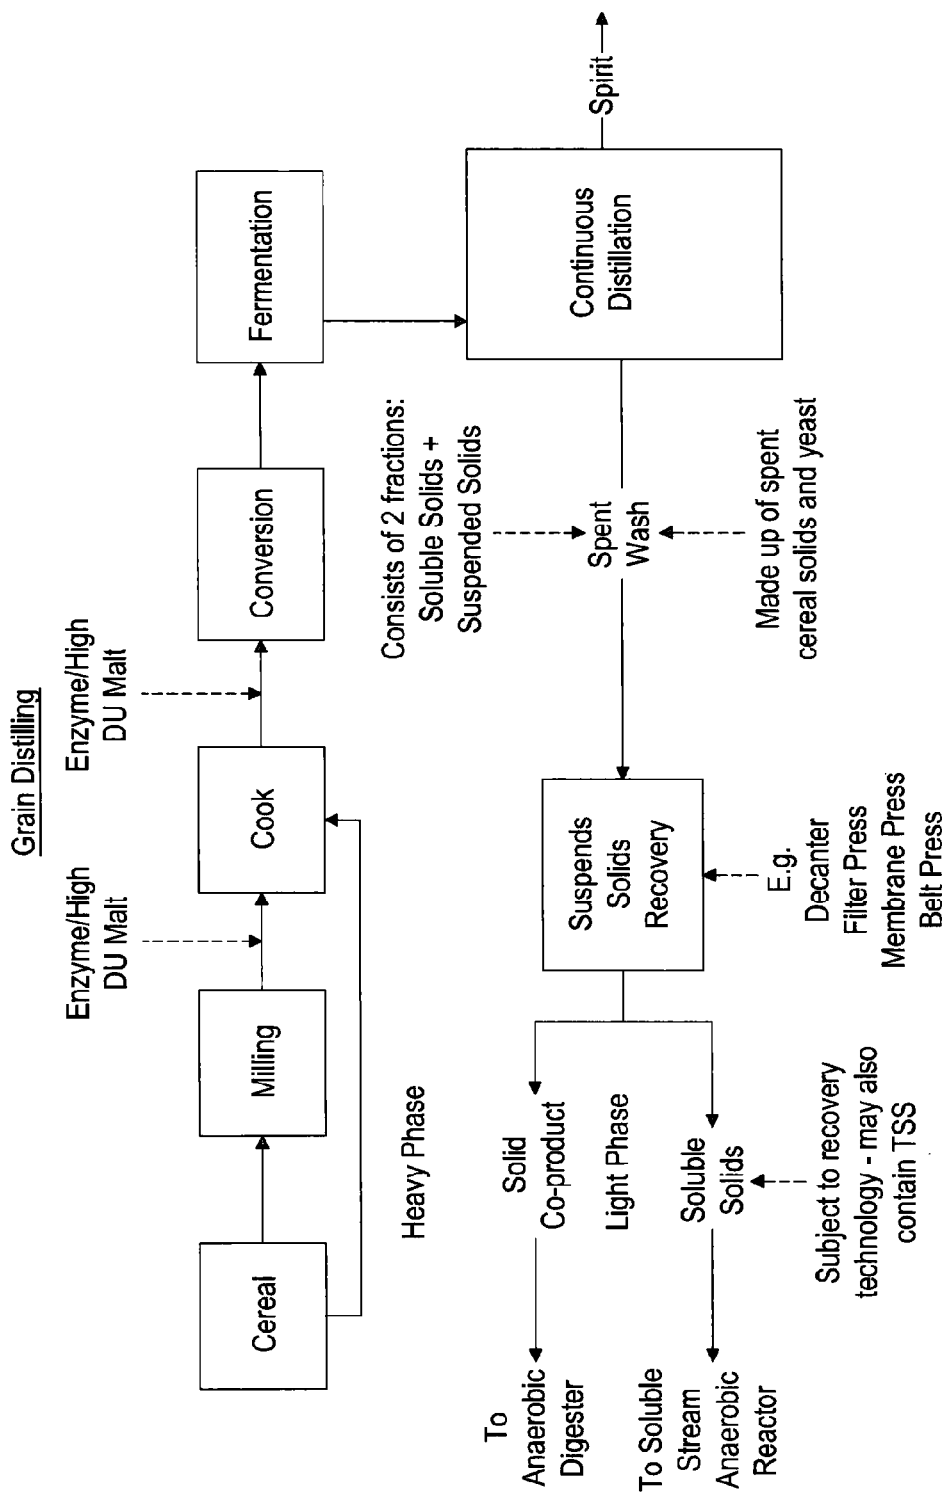 Grain Distilling
Enzyme/High
DU Malt
Enzyme/High
DU Malt
Cereal
Milling
Cook
Conversion
Fermentation
Heavy Phase
Consists of 2 fractions:
Soluble Solids +
Suspended Solids
Continuous
Distillation
Spirit
Spent
Wash
Made up of spent
cereal solids and yeast
Suspends
Solids
Recovery
E.g.
Decanter
Filter Press
Membrane Press
Belt Press
Solid
Co-product
Light Phase
Soluble
Solids
Subject to recovery
technology - may also
contain TSS
To
Anaerobic
Digester
To Soluble
Stream
Anaerobic
Reactor